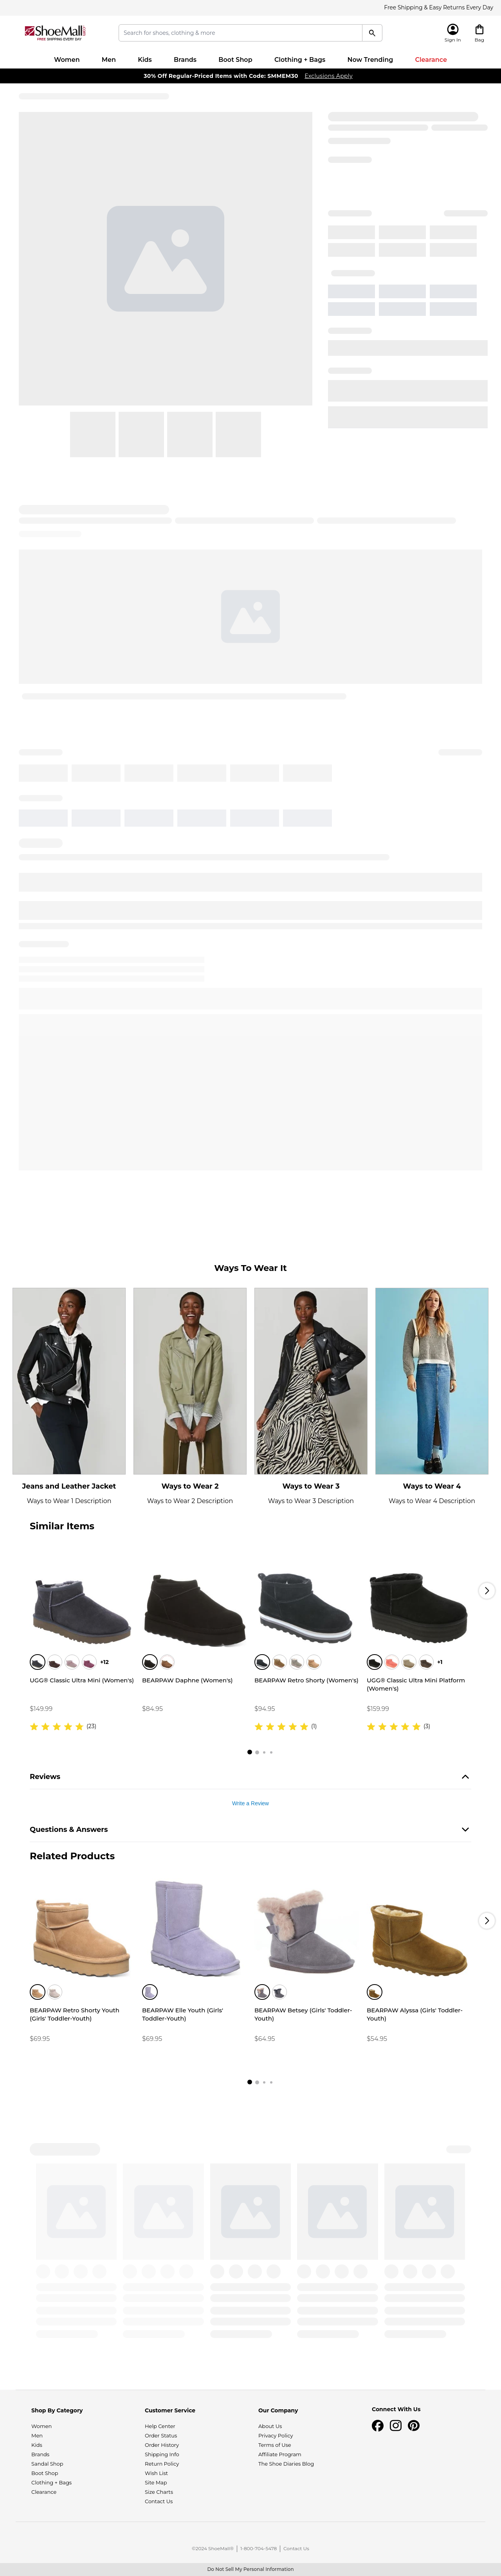 Free Shipping & Easy Returns Every Day
ShoeMall
FREE SHIPPING EVERY DAY
Search for shoes, clothing & more
Sign In
Bag
Women Men Kids Brands Boot Shop Clothing + Bags Now Trending Clearance
30% Off Regular-Priced Items with Code: SMMEM30 Exclusions Apply
Ways To Wear It
Jeans and Leather Jacket Ways to Wear 2 Ways to Wear 3 Ways to Wear 4
Ways to Wear 1 Description Ways to Wear 2 Description Ways to Wear 3 Description Ways to Wear 4 Description
Similar Items
+12 +1
UGG® Classic Ultra Mini (Women's) BEARPAW Daphne (Women's) BEARPAW Retro Shorty (Women's) UGG® Classic Ultra Mini Platform
(Women's)
$149.99 $84.95 $94.95 $159.99
(23) (1) (3)
Reviews
Write a Review
Questions & Answers
Related Products
BEARPAW Retro Shorty Youth BEARPAW Elle Youth (Girls' BEARPAW Betsey (Girls' Toddler- BEARPAW Alyssa (Girls' Toddler-
(Girls' Toddler-Youth) Toddler-Youth) Youth) Youth)
$69.95 $69.95 $64.95 $54.95
Shop By Category
Women
Men
Kids
Brands
Sandal Shop
Boot Shop
Clothing + Bags
Clearance
Customer Service
Help Center
Order Status
Order History
Shipping Info
Return Policy
Wish List
Site Map
Size Charts
Contact Us
Our Company
About Us
Privacy Policy
Terms of Use
Affiliate Program
The Shoe Diaries Blog
Connect With Us
©2024 ShoeMall® | 1-800-704-5478 | Contact Us
Do Not Sell My Personal Information